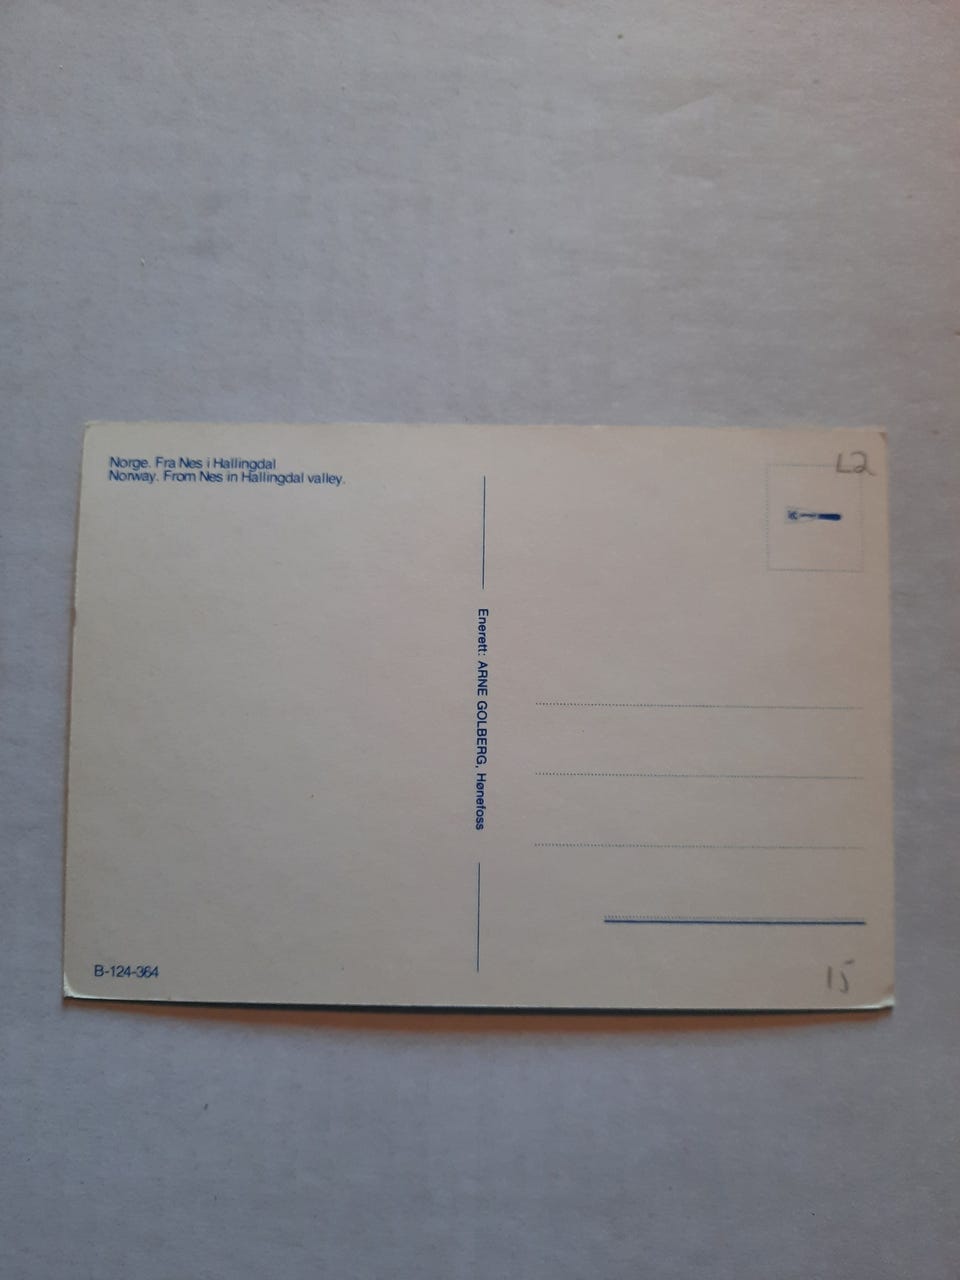 Norge. Fra Nes i Hallingdal
Norway. From Nes in Hallingdal valley.
L2
Enerett: ARNE GOLBERG, Hønefoss
B-124-364
15